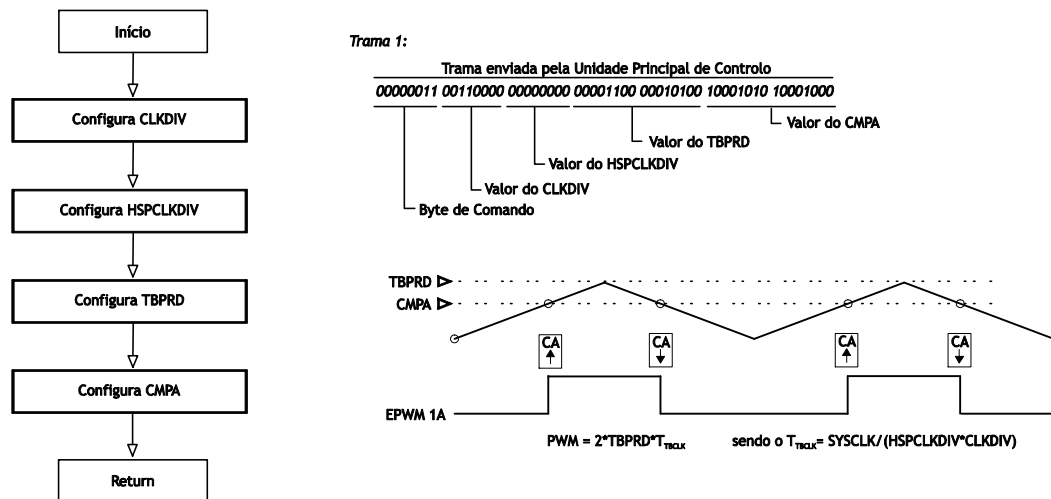 Início
Configura CLKDIV
Configura HSPCLKDIV
Configura TBPRD
Configura CMPA
Return
Trama 1:
Trama enviada pela Unidade Principal de Controlo
00000011 00110000 00000000 00001100 00010100 10001010 10001000
Valor do CMPA
Valor do TBPRD
Valor do HSPCLKDIV
Valor do CLKDIV
Byte de Comando
TBPRD
CMPA
CA CA CA CA
EPWM 1A
PWM = 2*TBPRD*T_TBCLK sendo o T_TBCLK= SYSCLK/(HSPCLKDIV*CLKDIV)